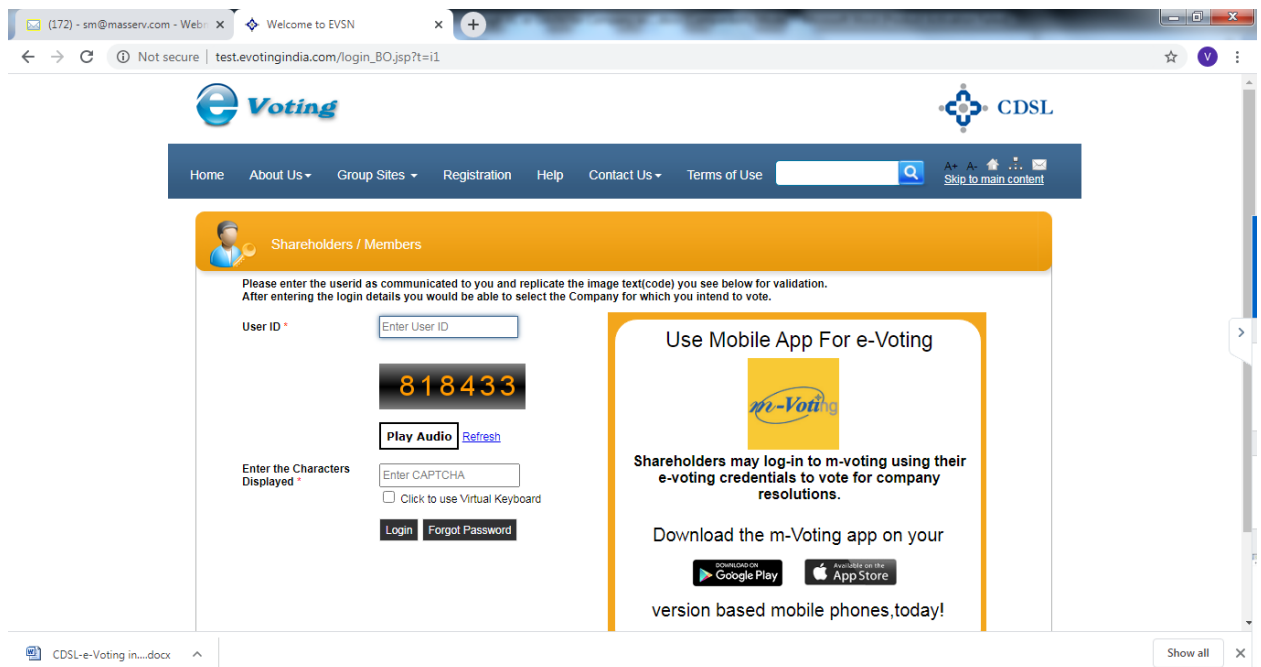 (172) - sm@masserv.com - Webm
Welcome to EVSN
Not secure | test.evotingindia.com/login_BO.jsp?t=i1
V
e Voting
CDSL
Home About Us Group Sites Registration Help Contact Us Terms of Use
A+ A-
Skip to main content
Shareholders / Members
Please enter the userid as communicated to you and replicate the image text(code) you see below for validation.
After entering the login details you would be able to select the Company for which you intend to vote.
User ID *
Enter User ID
818433
Play Audio Refresh
Enter the Characters
Displayed *
Enter CAPTCHA
Click to use Virtual Keyboard
Login Forgot Password
Use Mobile App For e-Voting
m-Voting
Shareholders may log-in to m-voting using their
e-voting credentials to vote for company
resolutions.
Download the m-Voting app on your
DOWNLOAD ON
Google Play
Available on the
App Store
version based mobile phones,today!
CDSL-e-Voting in....docx
Show all